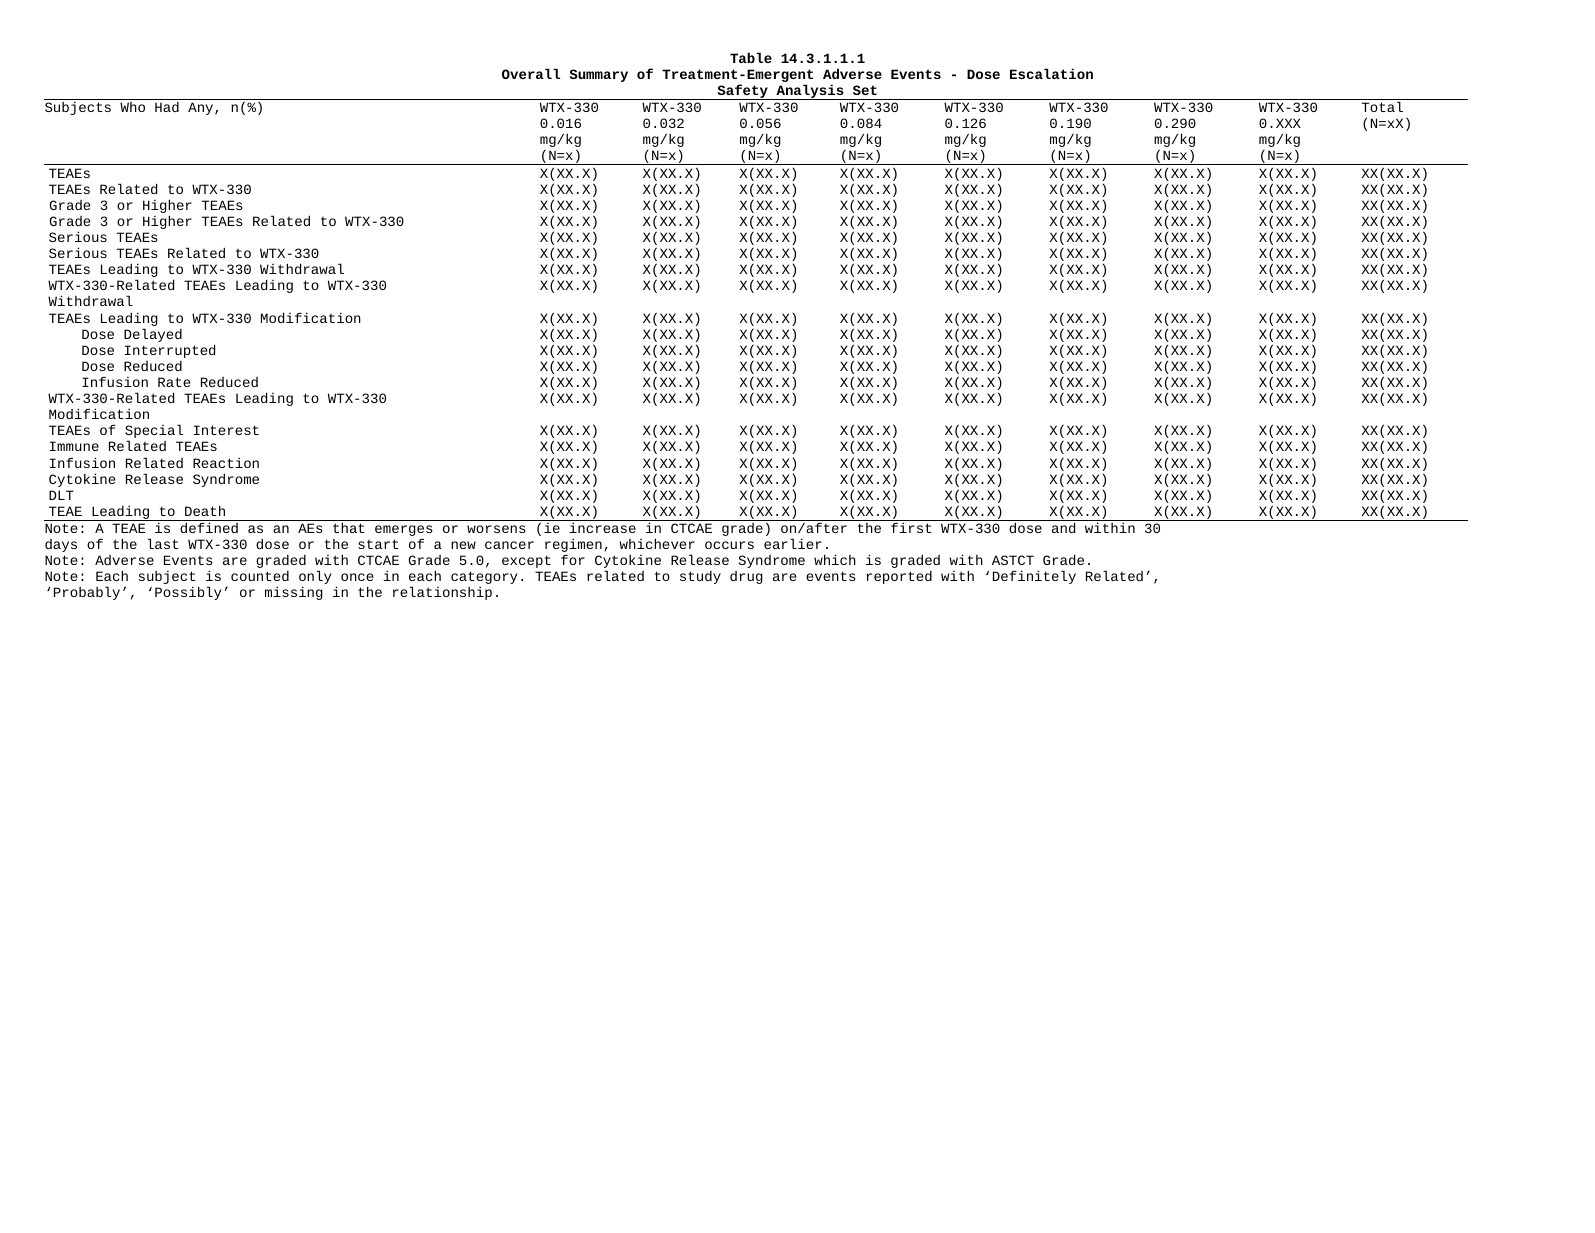 Table 14.3.1.1.1
Overall Summary of Treatment-Emergent Adverse Events - Dose Escalation
Safety Analysis Set
Subjects Who Had Any, n(%) WTX-330 WTX-330 WTX-330 WTX-330 WTX-330 WTX-330 WTX-330 WTX-330 Total
0.016 0.032 0.056 0.084 0.126 0.190 0.290 0.XXX (N=xX)
mg/kg mg/kg mg/kg mg/kg mg/kg mg/kg mg/kg mg/kg
(N=x) (N=x) (N=x) (N=x) (N=x) (N=x) (N=x) (N=x)
TEAEs X(XX.X) X(XX.X) X(XX.X) X(XX.X) X(XX.X) X(XX.X) X(XX.X) X(XX.X) XX(XX.X)
TEAEs Related to WTX-330 X(XX.X) X(XX.X) X(XX.X) X(XX.X) X(XX.X) X(XX.X) X(XX.X) X(XX.X) XX(XX.X)
Grade 3 or Higher TEAEs X(XX.X) X(XX.X) X(XX.X) X(XX.X) X(XX.X) X(XX.X) X(XX.X) X(XX.X) XX(XX.X)
Grade 3 or Higher TEAEs Related to WTX-330 X(XX.X) X(XX.X) X(XX.X) X(XX.X) X(XX.X) X(XX.X) X(XX.X) X(XX.X) XX(XX.X)
Serious TEAEs X(XX.X) X(XX.X) X(XX.X) X(XX.X) X(XX.X) X(XX.X) X(XX.X) X(XX.X) XX(XX.X)
Serious TEAEs Related to WTX-330 X(XX.X) X(XX.X) X(XX.X) X(XX.X) X(XX.X) X(XX.X) X(XX.X) X(XX.X) XX(XX.X)
TEAEs Leading to WTX-330 Withdrawal X(XX.X) X(XX.X) X(XX.X) X(XX.X) X(XX.X) X(XX.X) X(XX.X) X(XX.X) XX(XX.X)
WTX-330-Related TEAEs Leading to WTX-330 X(XX.X) X(XX.X) X(XX.X) X(XX.X) X(XX.X) X(XX.X) X(XX.X) X(XX.X) XX(XX.X)
Withdrawal
TEAEs Leading to WTX-330 Modification X(XX.X) X(XX.X) X(XX.X) X(XX.X) X(XX.X) X(XX.X) X(XX.X) X(XX.X) XX(XX.X)
Dose Delayed X(XX.X) X(XX.X) X(XX.X) X(XX.X) X(XX.X) X(XX.X) X(XX.X) X(XX.X) XX(XX.X)
Dose Interrupted X(XX.X) X(XX.X) X(XX.X) X(XX.X) X(XX.X) X(XX.X) X(XX.X) X(XX.X) XX(XX.X)
Dose Reduced X(XX.X) X(XX.X) X(XX.X) X(XX.X) X(XX.X) X(XX.X) X(XX.X) X(XX.X) XX(XX.X)
Infusion Rate Reduced X(XX.X) X(XX.X) X(XX.X) X(XX.X) X(XX.X) X(XX.X) X(XX.X) X(XX.X) XX(XX.X)
WTX-330-Related TEAEs Leading to WTX-330 X(XX.X) X(XX.X) X(XX.X) X(XX.X) X(XX.X) X(XX.X) X(XX.X) X(XX.X) XX(XX.X)
Modification
TEAEs of Special Interest X(XX.X) X(XX.X) X(XX.X) X(XX.X) X(XX.X) X(XX.X) X(XX.X) X(XX.X) XX(XX.X)
Immune Related TEAEs X(XX.X) X(XX.X) X(XX.X) X(XX.X) X(XX.X) X(XX.X) X(XX.X) X(XX.X) XX(XX.X)
Infusion Related Reaction X(XX.X) X(XX.X) X(XX.X) X(XX.X) X(XX.X) X(XX.X) X(XX.X) X(XX.X) XX(XX.X)
Cytokine Release Syndrome X(XX.X) X(XX.X) X(XX.X) X(XX.X) X(XX.X) X(XX.X) X(XX.X) X(XX.X) XX(XX.X)
DLT X(XX.X) X(XX.X) X(XX.X) X(XX.X) X(XX.X) X(XX.X) X(XX.X) X(XX.X) XX(XX.X)
TEAE Leading to Death X(XX.X) X(XX.X) X(XX.X) X(XX.X) X(XX.X) X(XX.X) X(XX.X) X(XX.X) XX(XX.X)
Note: A TEAE is defined as an AEs that emerges or worsens (ie increase in CTCAE grade) on/after the first WTX-330 dose and within 30
days of the last WTX-330 dose or the start of a new cancer regimen, whichever occurs earlier.
Note: Adverse Events are graded with CTCAE Grade 5.0, except for Cytokine Release Syndrome which is graded with ASTCT Grade.
Note: Each subject is counted only once in each category. TEAEs related to study drug are events reported with ‘Definitely Related’,
‘Probably’, ‘Possibly’ or missing in the relationship.